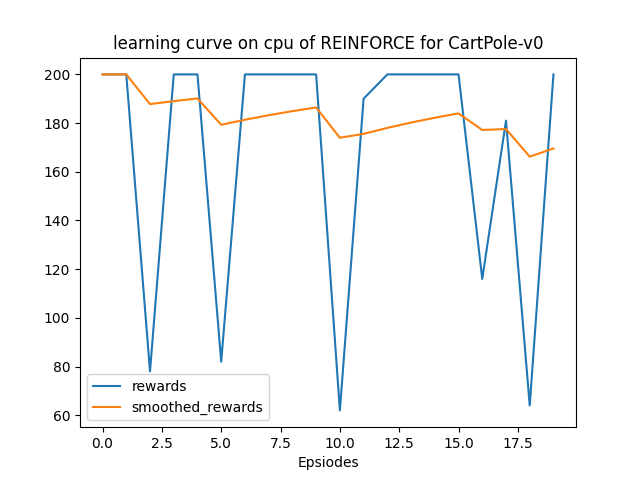 learning curve on cpu of REINFORCE for CartPole-v0
200
180
160
140
120
100
80
60
rewards
smoothed_rewards
0.0 2.5 5.0 7.5 10.0 12.5 15.0 17.5
Epsiodes